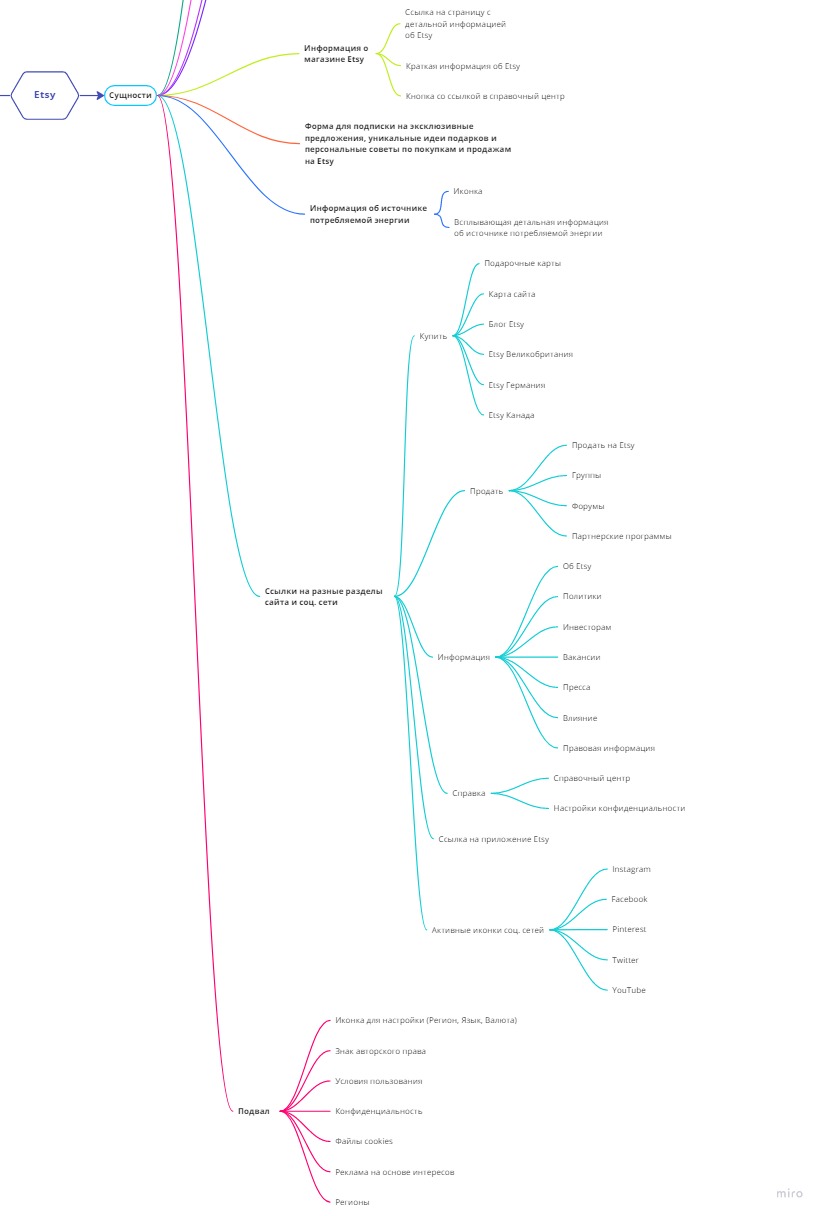 Etsy
Сущности
Информация о
магазине Etsy
Ссылка на страницу с
детальной информацией
об Etsy
Краткая информация об Etsy
Кнопка со ссылкой в справочный центр
Форма для подписки на эксклюзивные
предложения, уникальные идеи подарков и
персональные советы по покупкам и продажам
на Etsy
Информация об источнике
потребляемой энергии
Иконка
Всплывающая детальная информация
об источнике потребляемой энергии
Ссылки на разные разделы
сайта и соц. сети
Купить
Подарочные карты
Карта сайта
Блог Etsy
Etsy Великобритания
Etsy Германия
Etsy Канада
Продать
Продать на Etsy
Группы
Форумы
Партнерские программы
Информация
Об Etsy
Политики
Инвесторам
Вакансии
Пресса
Влияние
Правовая информация
Справка
Справочный центр
Настройки конфиденциальности
Ссылка на приложение Etsy
Активные иконки соц. сетей
Instagram
Facebook
Pinterest
Twitter
YouTube
Подвал
Иконка для настройки (Регион, Язык, Валюта)
Знак авторского права
Условия пользования
Конфиденциальность
Файлы cookies
Реклама на основе интересов
Регионы
miro